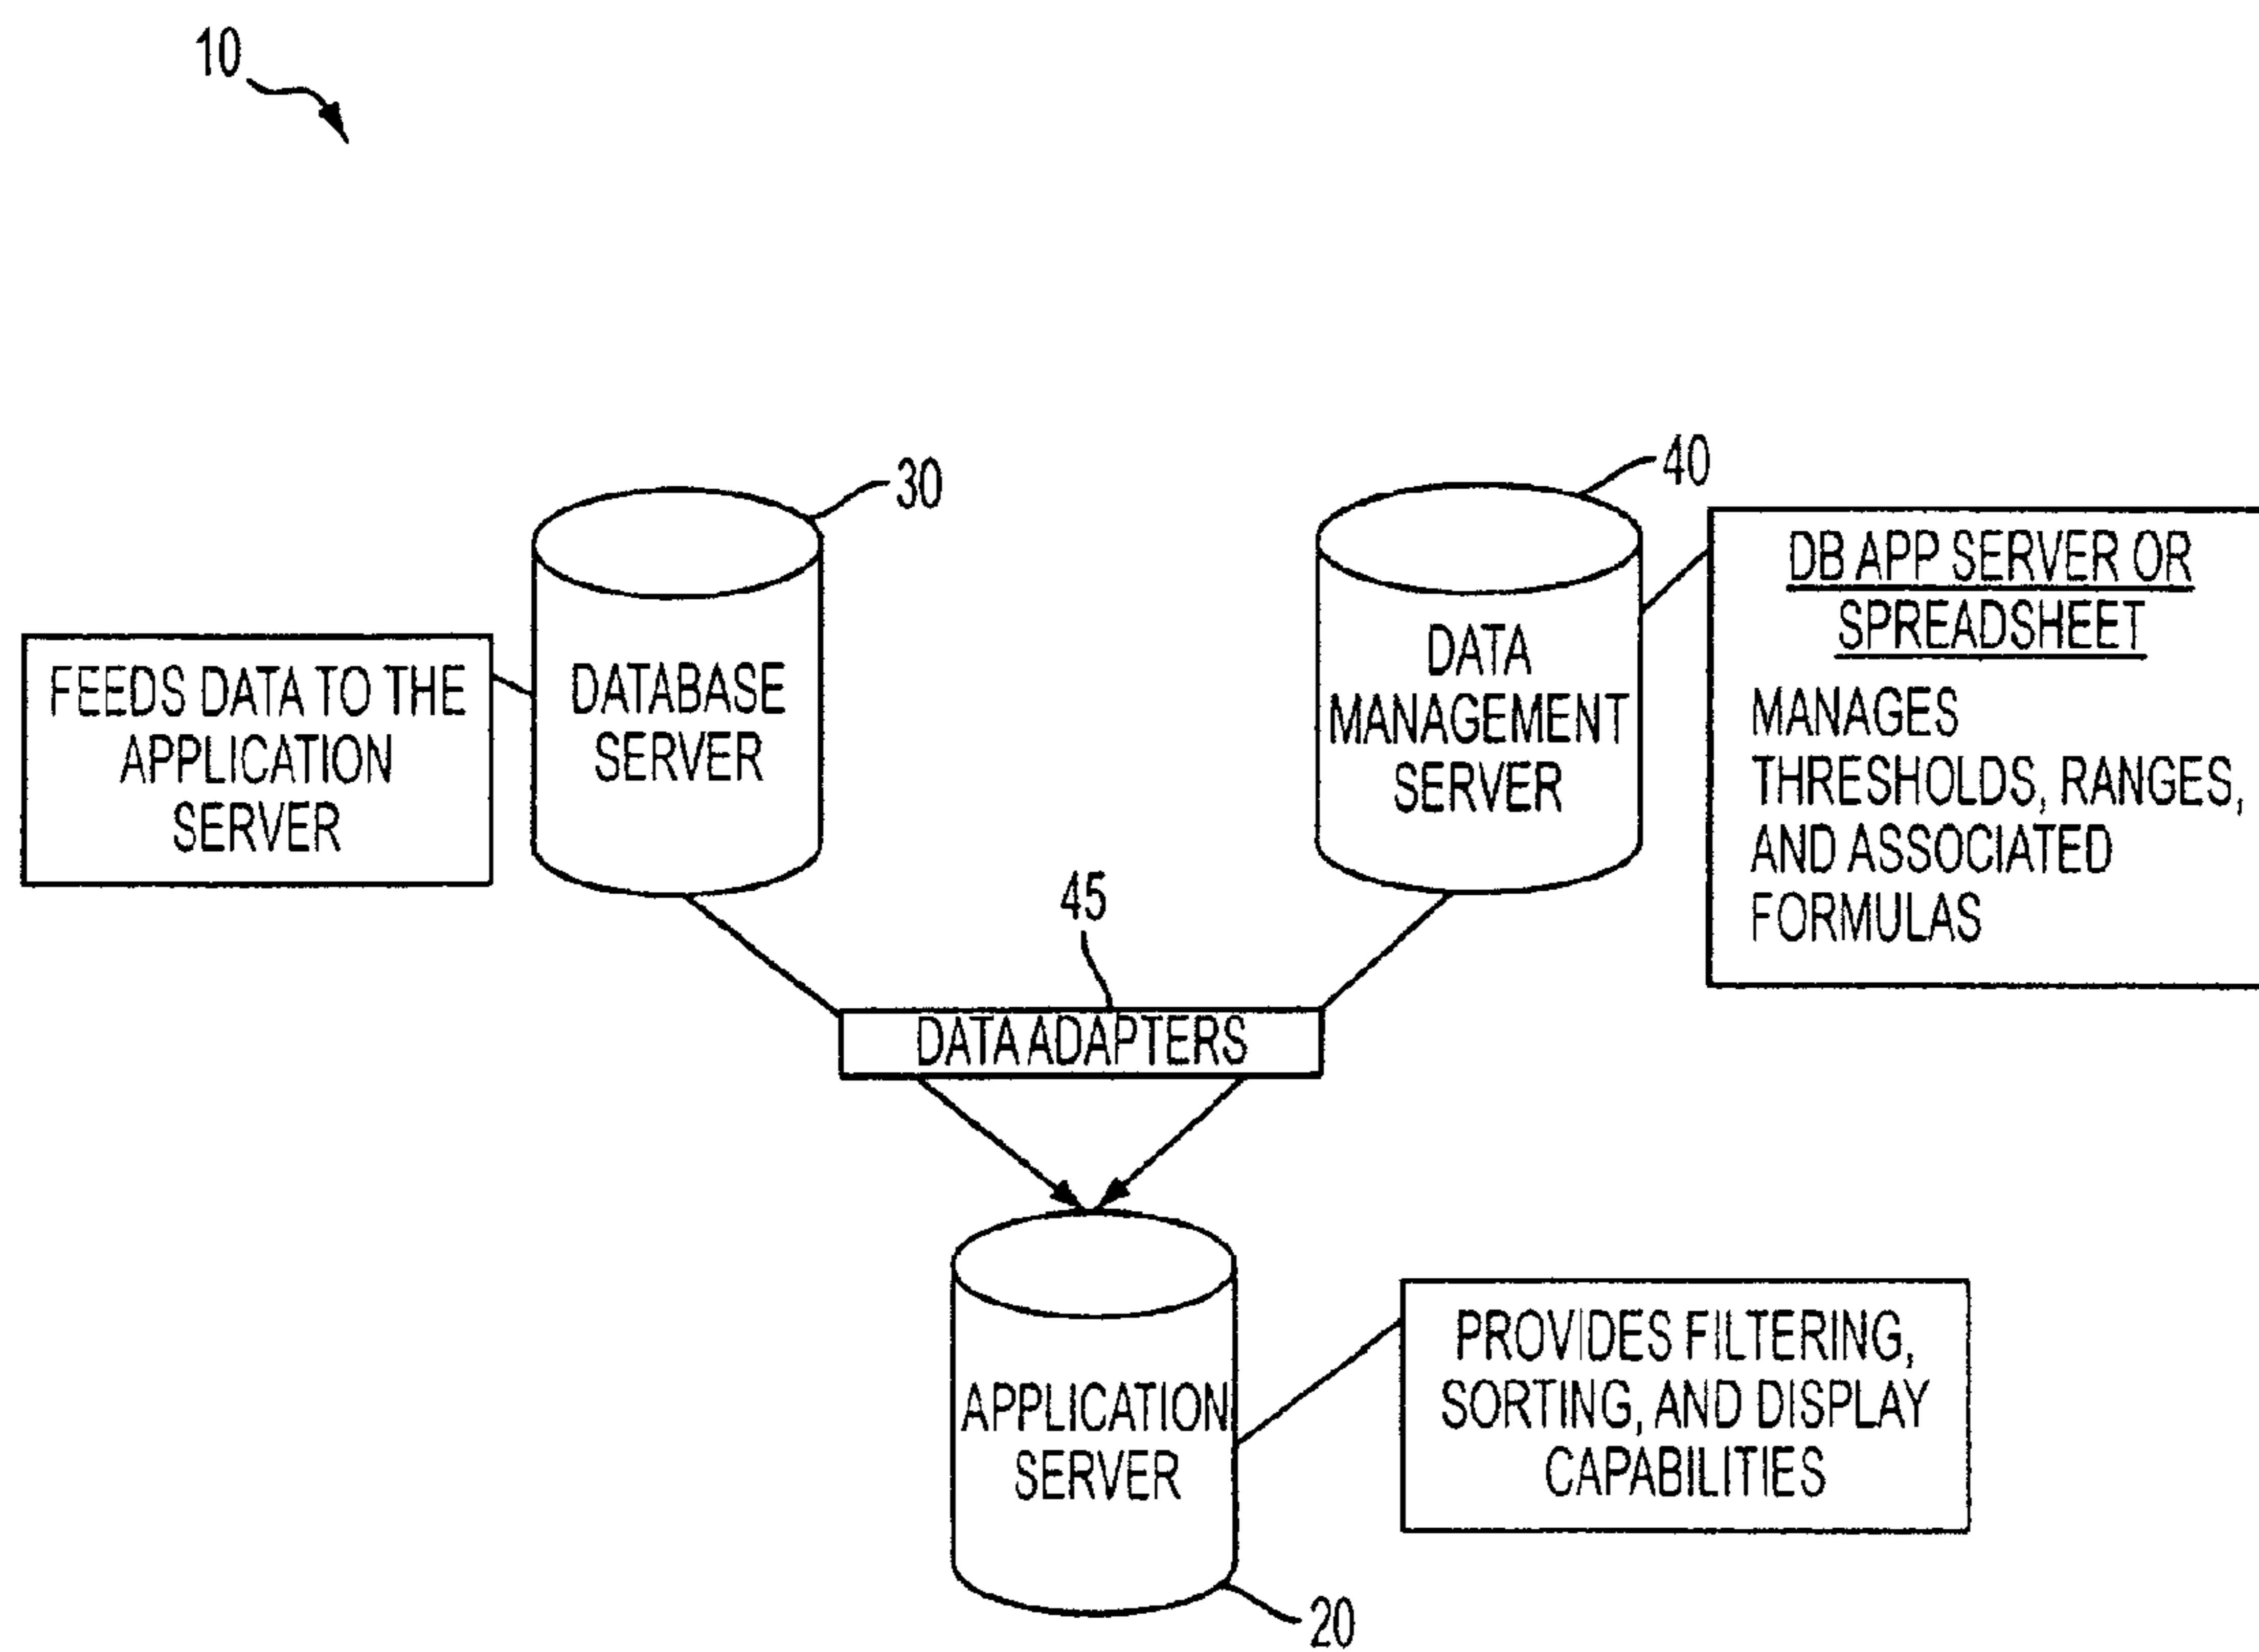 10
30
40
FEEDS DATA TO THE
APPLICATION
SERVER
DATABASE
SERVER
DATA
MANAGEMENT
SERVER
DB APP SERVER OR
SPREADSHEET
MANAGES
THRESHOLDS, RANGES,
AND ASSOCIATED
FORMULAS
45
DATA ADAPTERS
APPLICATION
SERVER
PROVIDES FILTERING,
SORTING, AND DISPLAY
CAPABILITIES
20